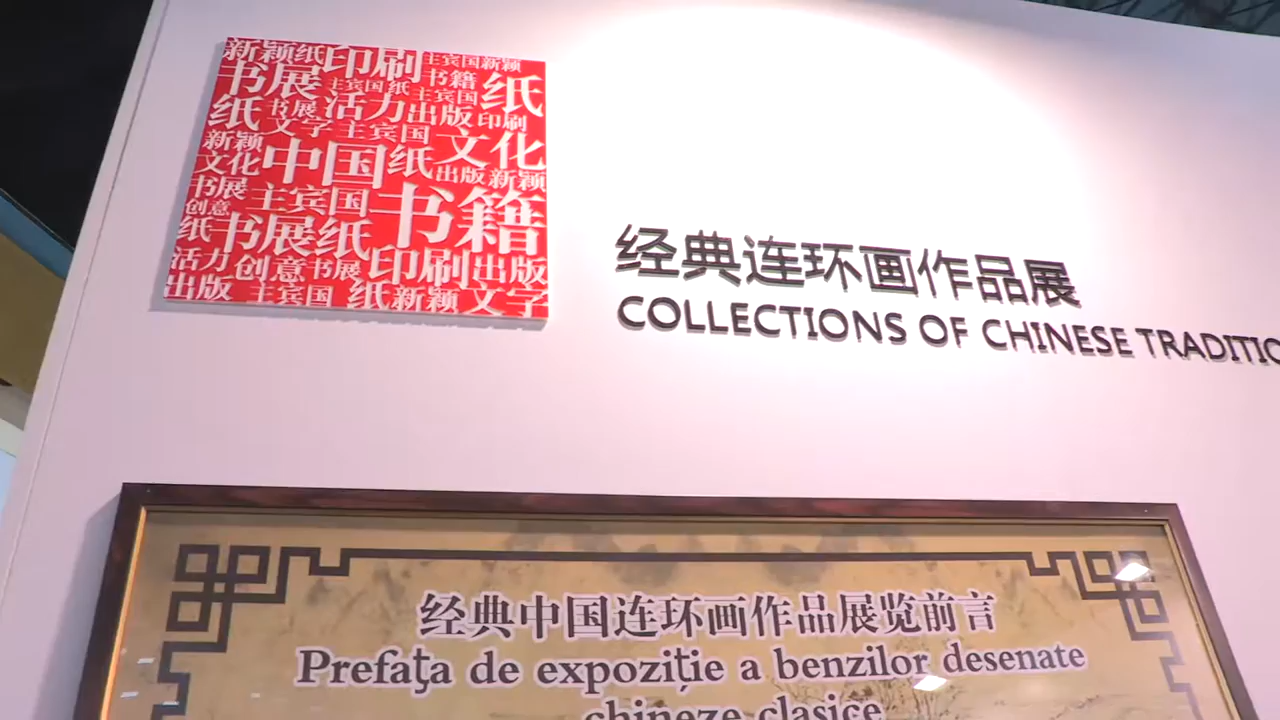 新颖 纸 印刷 主宾国 新颖
书展 主宾国 纸 书籍 主宾国 纸
纸 书展 活力 出版 印刷
新颖 文字 主宾国 文化
文化 中国 纸 出版 新颖
书展 主宾国 书籍
创意
纸 书展 纸
活力 创意 书展 印刷 出版
出版 主宾国 纸 新颖 文字
经典连环画作品展
COLLECTIONS OF CHINESE
经典中国连环画作品展览前言
Prefaţa de expoziţie a benzilor desenate
chineze clasice